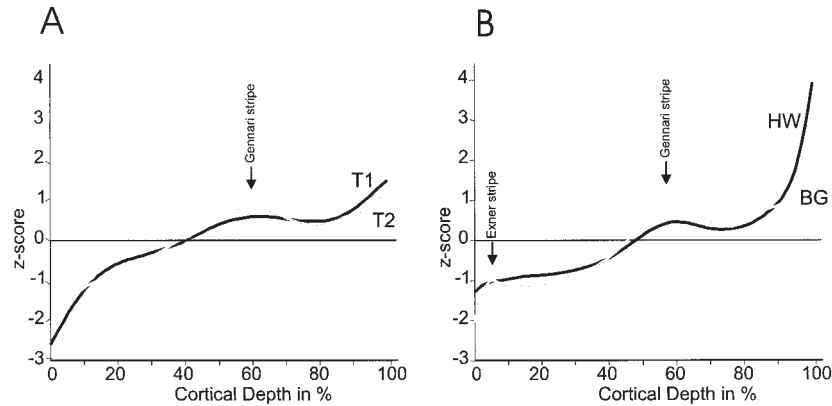 A
z-score
4
3
2
1
0
-1
-2
-3
Gennari stripe
T1
T2
0 20 40 60 80 100
Cortical Depth in %
B
z-score
4
3
2
1
0
-1
-2
-3
Exner stripe
Gennari stripe
HW
BG
0 20 40 60 80 100
Cortical Depth in %